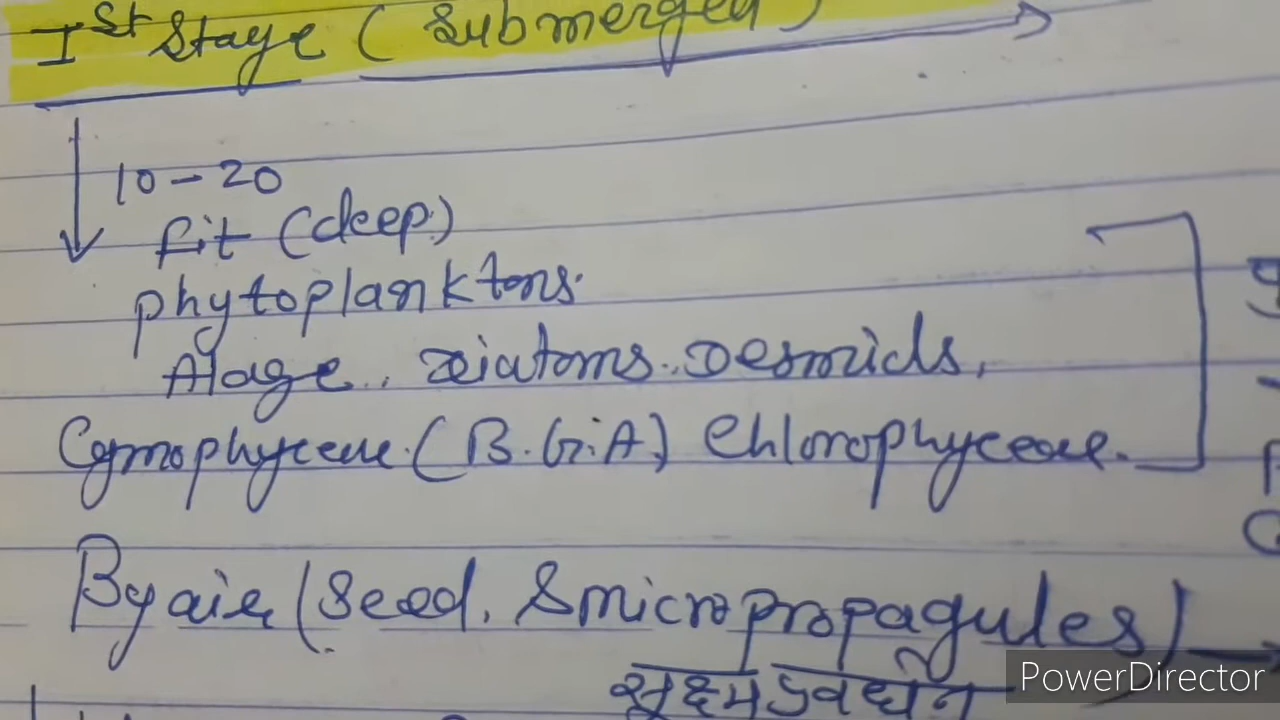 Ist Stage ( Submerged )
10-20
fit (deep)
phytoplanktons.
Alage, Diatoms, Desmids,
Cynophyceae (B.G.A) Chlorophyceae.
By air (Seed, & micropropagules)
सूक्ष्म प्रवर्धन
PowerDirector